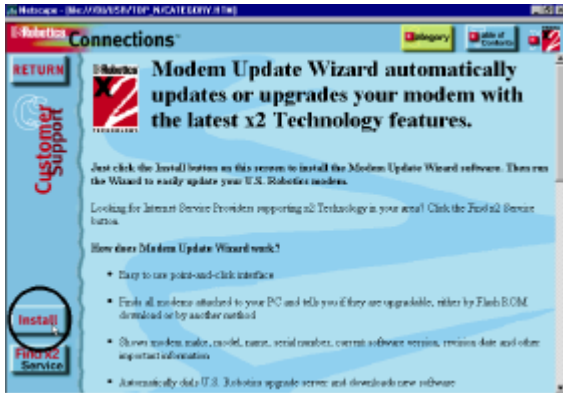 Netscape - [file:///D|/USR/TOP_N/CATEGORY.HTM]
Robotics Connections™
Category
Table of Contents
RETURN
Customer Support
Robotics
x2
TECHNOLOGY
Modem Update Wizard automatically
updates or upgrades your modem with
the latest x2 Technology features.
Just click the Install button on this screen to install the Modem Update Wizard software. Then run
the Wizard to easily update your U.S. Robotics modem.
Looking for Internet Service Providers supporting x2 Technology in your area? Click the Find x2 Service
button.
How does Modem Update Wizard work?
• Easy to use point-and-click interface
• Finds all modems attached to your PC and tells you if they are upgradable, either by Flash ROM
download or by another method
• Shows modem make, model, name, serial number, current software version, revision date and other
important information
• Automatically dials U.S. Robotics upgrade server and downloads new software
Install
Find x2
Service